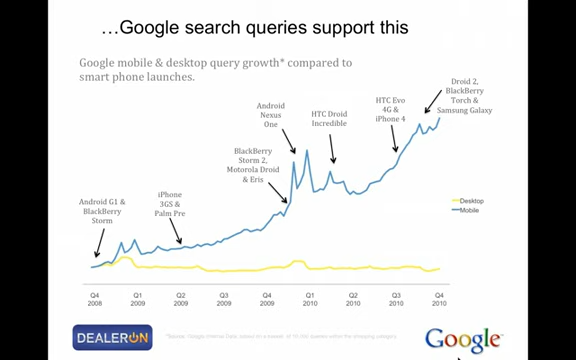 ...Google search queries support this
Google mobile & desktop query growth* compared to
smart phone launches.
Droid 2,
BlackBerry
Torch &
Samsung Galaxy
HTC Evo
4G &
iPhone 4
Android
Nexus
One
HTC Droid
Incredible
BlackBerry
Storm 2,
Motorola Droid
& Eris
iPhone
3GS &
Palm Pre
Android G1 &
BlackBerry
Storm
Desktop
Mobile
Q4 Q1 Q2 Q3 Q4 Q1 Q2 Q3 Q4
2008 2009 2009 2009 2009 2010 2010 2010 2010
DEALERON
Google